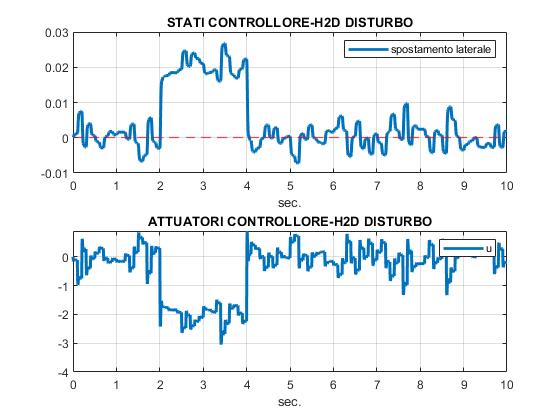 STATI CONTROLLORE-H2D DISTURBO
0.03
spostamento laterale
0.02
0.01
0
-0.01
0 1 2 3 4 5 6 7 8 9 10
sec.
ATTUATORI CONTROLLORE-H2D DISTURBO
u
0
-1
-2
-3
-4
0 1 2 3 4 5 6 7 8 9 10
sec.